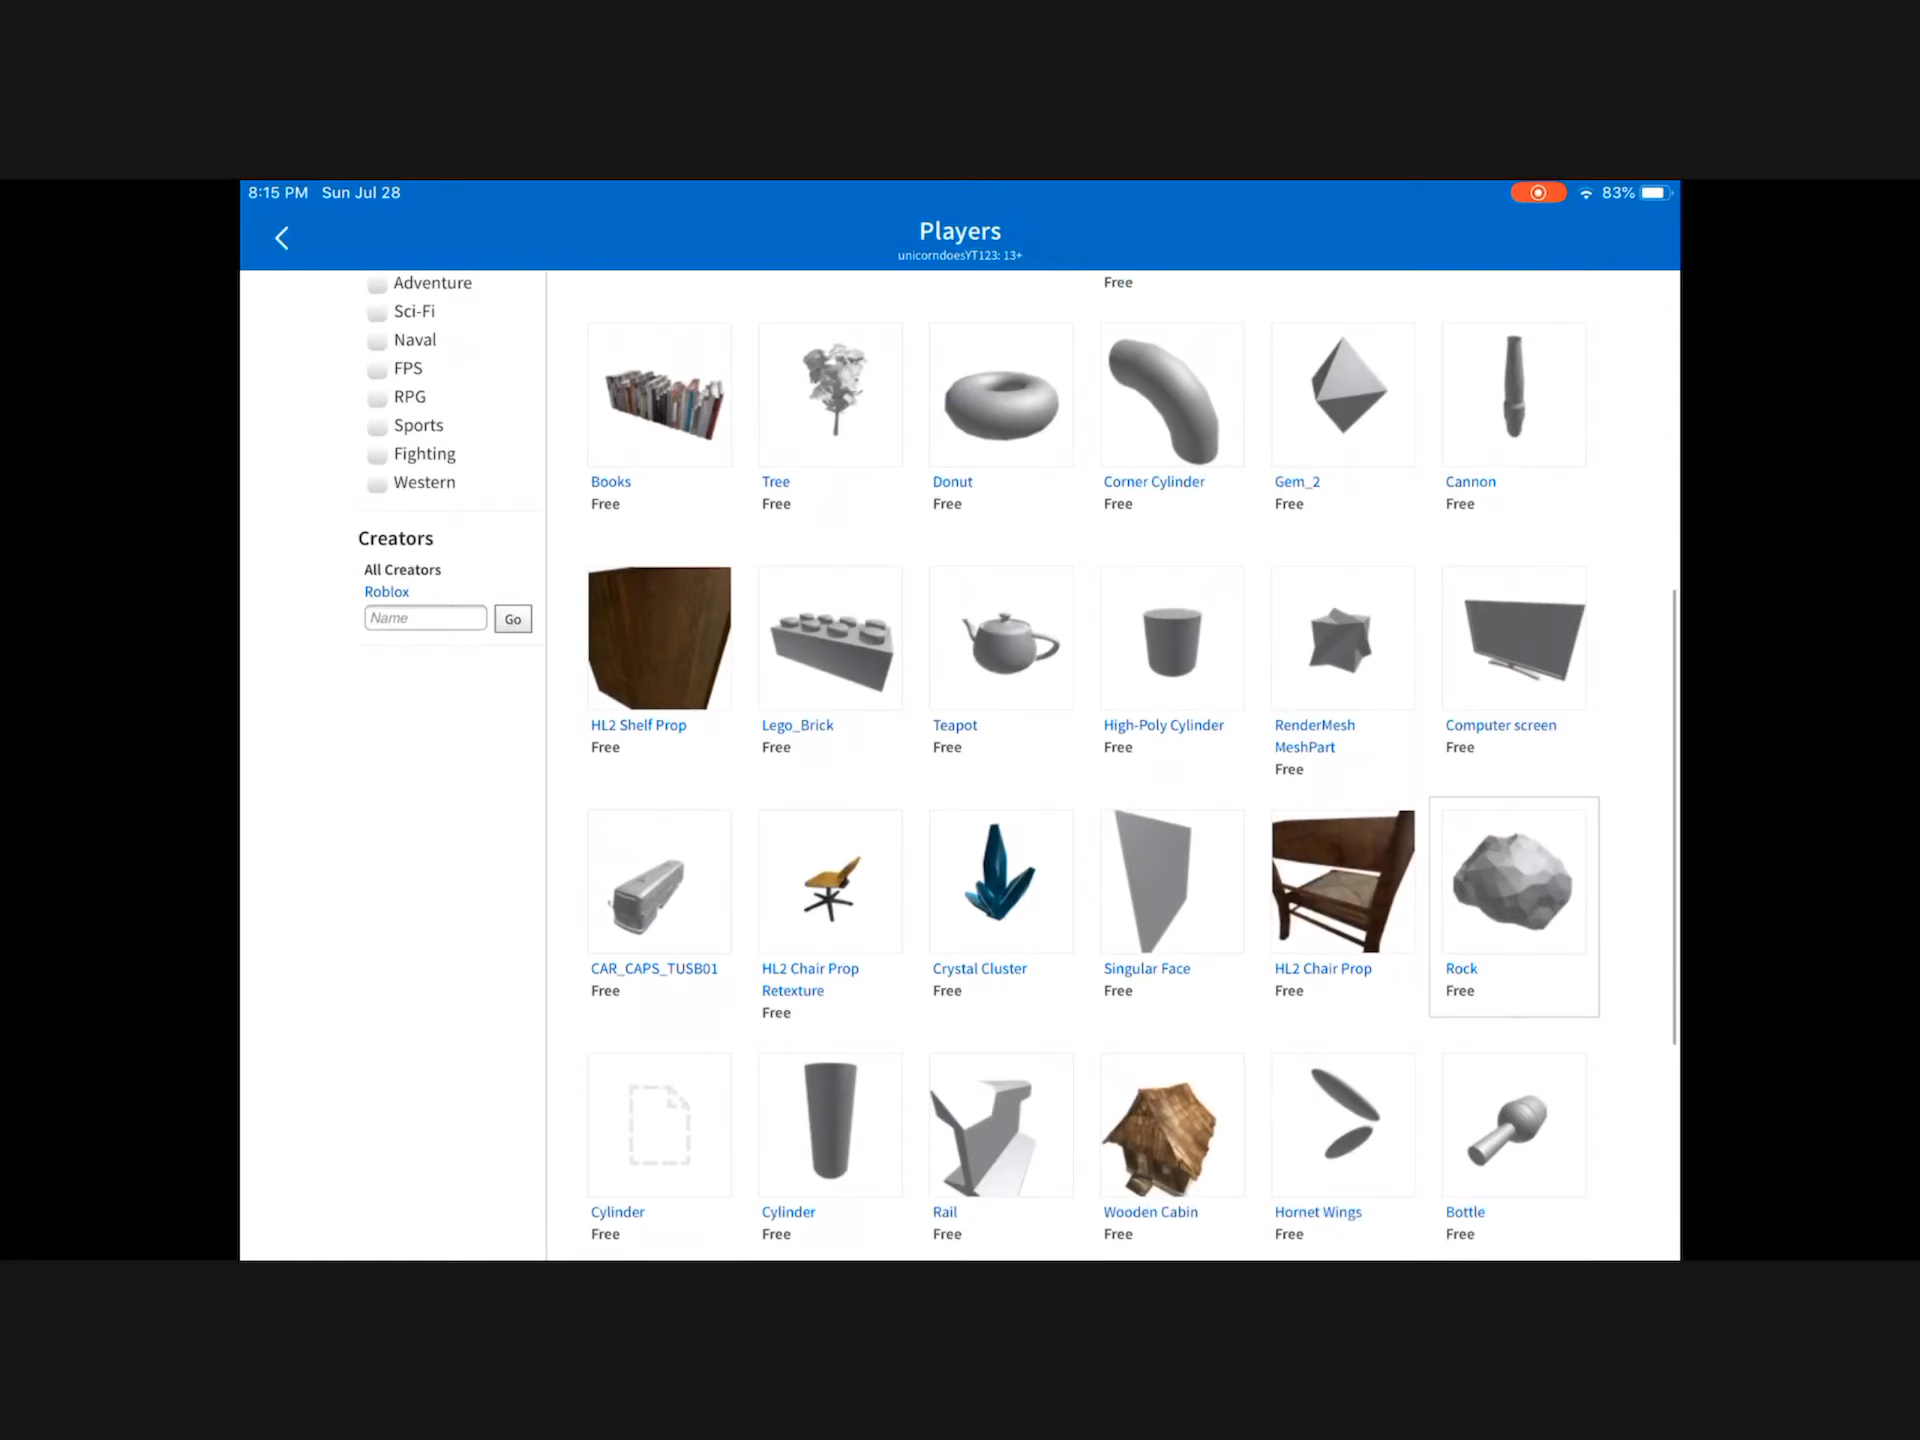 8:15 PM Sun Jul 28
83%
Players
unicorndoesYT123: 13+
Adventure
Sci-Fi
Naval
FPS
RPG
Sports
Fighting
Western
Creators
All Creators
Roblox
Name
Go
Free
Books
Free
Tree
Free
Donut
Free
Corner Cylinder
Free
Gem_2
Free
Cannon
Free
HL2 Shelf Prop
Free
Lego_Brick
Free
Teapot
Free
High-Poly Cylinder
Free
RenderMesh
MeshPart
Free
Computer screen
Free
CAR_CAPS_TUSB01
Free
HL2 Chair Prop
Retexture
Free
Crystal Cluster
Free
Singular Face
Free
HL2 Chair Prop
Free
Rock
Free
Cylinder
Free
Cylinder
Free
Rail
Free
Wooden Cabin
Free
Hornet Wings
Free
Bottle
Free